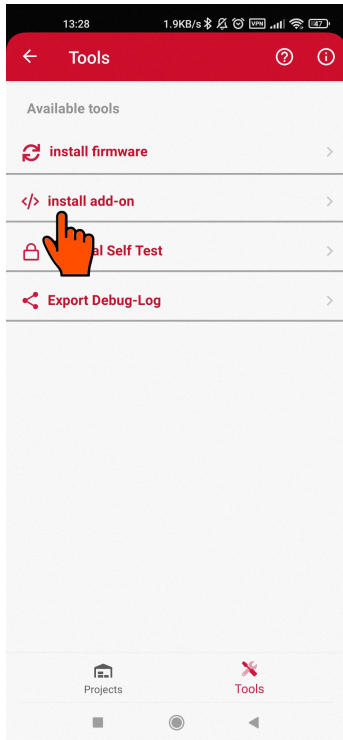 13:28 1.9KB/s VPN 47
Tools
Available tools
install firmware
</> install add-on
al Self Test
Export Debug-Log
Projects Tools